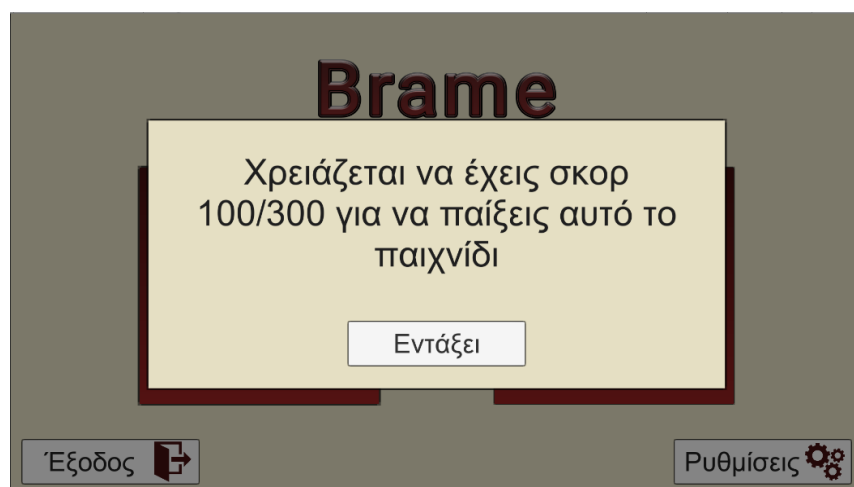 Brame
Χρειάζεται να έχεις σκορ
100/300 για να παίξεις αυτό το
παιχνίδι
Εντάξει
Έξοδος
Ρυθμίσεις